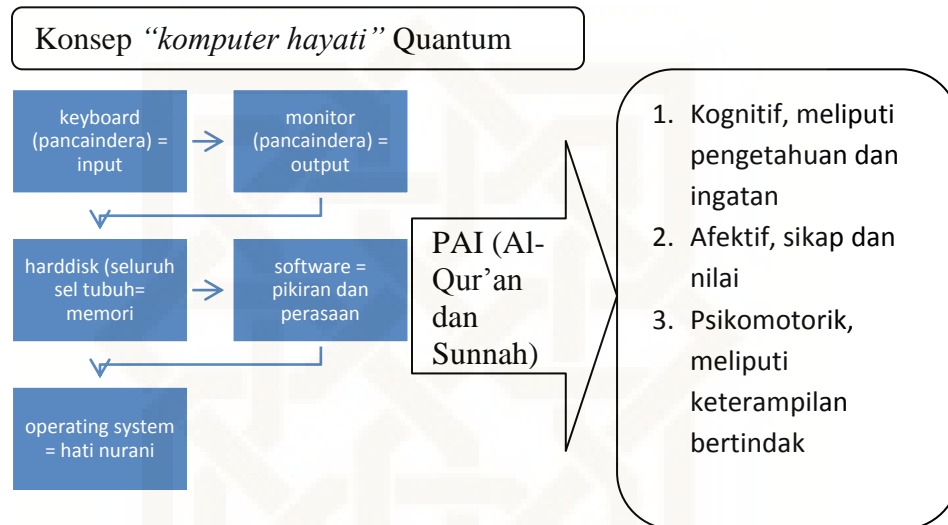 Konsep “komputer hayati” Quantum
keyboard
(pancaindera) =
input
monitor
(pancaindera) =
output
harddisk (seluruh
sel tubuh=
memori
software =
pikiran dan
perasaan
operating system
= hati nurani
PAI (Al-
Qur’an
dan
Sunnah)
1. Kognitif, meliputi
pengetahuan dan
ingatan
2. Afektif, sikap dan
nilai
3. Psikomotorik,
meliputi
keterampilan
bertindak